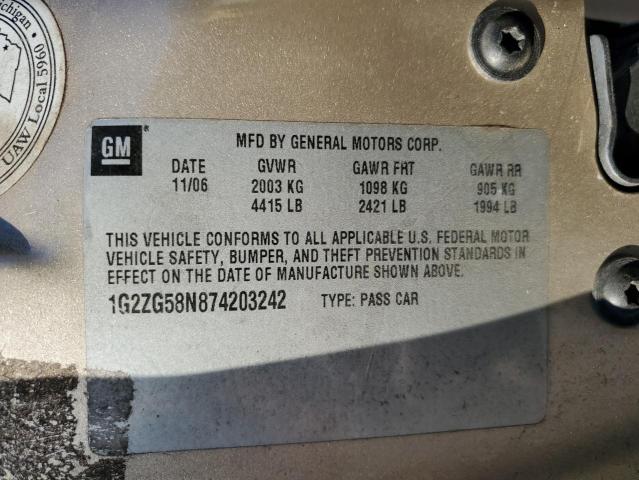 Michigan
UAW Local 5960
GM
MFD BY GENERAL MOTORS CORP.
DATE GVWR GAWR FRT GAWR RR
11/06 2003 KG 1098 KG 905 KG
4415 LB 2421 LB 1994 LB
THIS VEHICLE CONFORMS TO ALL APPLICABLE U.S. FEDERAL MOTOR
VEHICLE SAFETY, BUMPER, AND THEFT PREVENTION STANDARDS IN
EFFECT ON THE DATE OF MANUFACTURE SHOWN ABOVE.
1G2ZG58N874203242 TYPE: PASS CAR